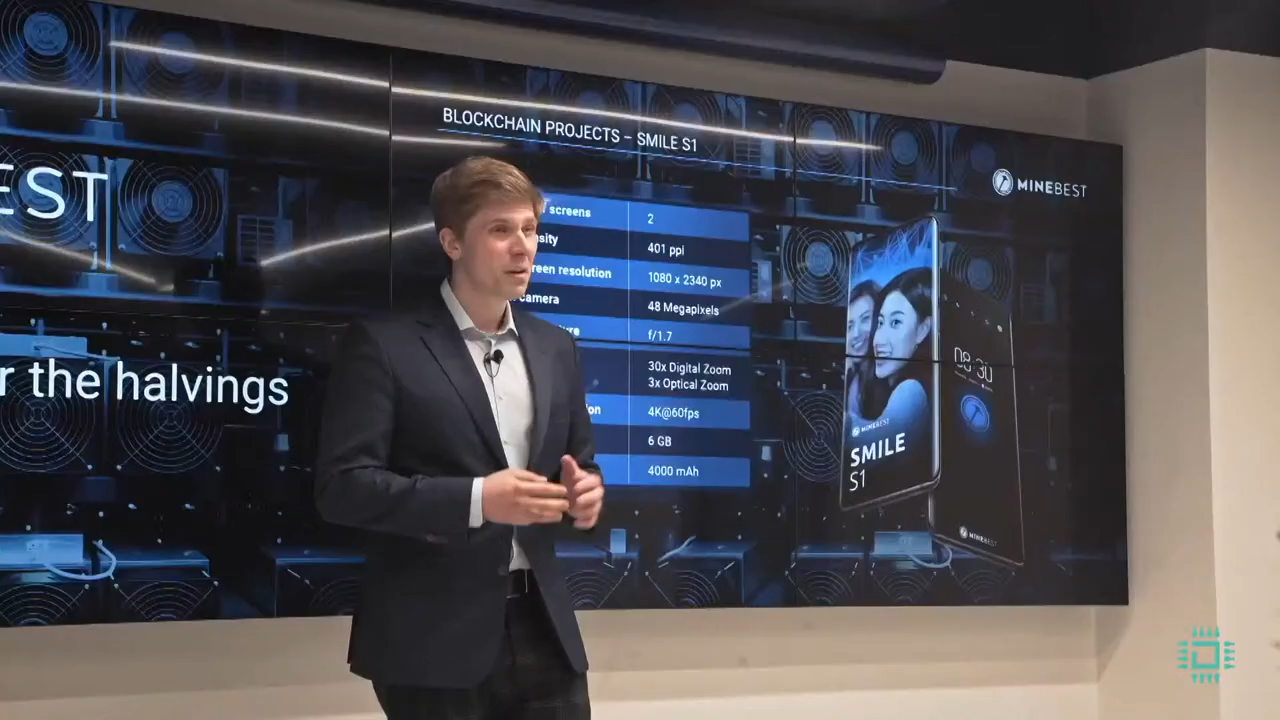 BLOCKCHAIN PROJECTS – SMILE S1
MINEBEST
EST
r the halvings
screens 2
sity 401 ppi
reen resolution 1080 x 2340 px
camera 48 Megapixels
ure f/1.7
30x Digital Zoom
3x Optical Zoom
on 4K@60fps
6 GB
4000 mAh
08:30
MINEBEST
SMILE
S1
MINEBEST